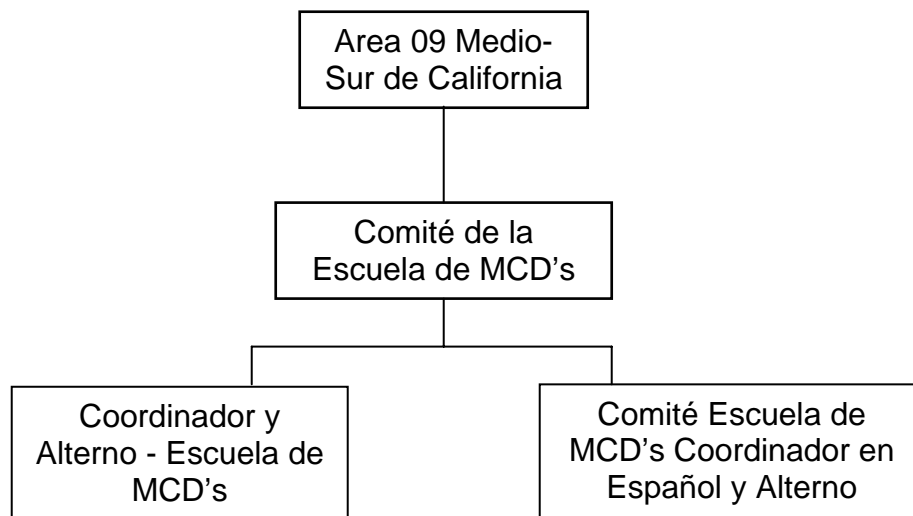 Area 09 Medio-
Sur de California
Comité de la
Escuela de MCD's
Coordinador y
Alterno - Escuela de
MCD's
Comité Escuela de
MCD's Coordinador en
Español y Alterno